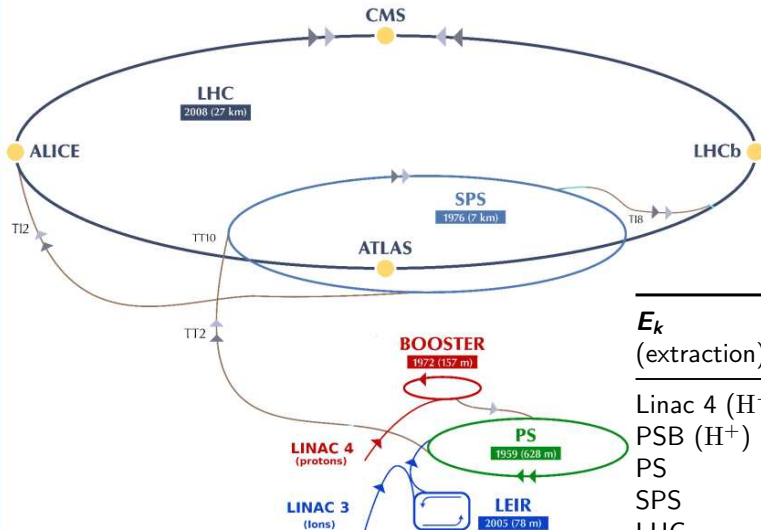 CMS
LHC
2008 (27 km)
ALICE
LHCb
SPS
1976 (7 km)
TI2
TT10
TI8
ATLAS
TT2
BOOSTER
1972 (157 m)
LINAC 4
(protons)
PS
1959 (628 m)
LINAC 3
(Ions)
LEIR
2005 (78 m)
E_k
(extraction)
Linac 4 (H⁻
PSB (H⁺)
PS
SPS
LHC